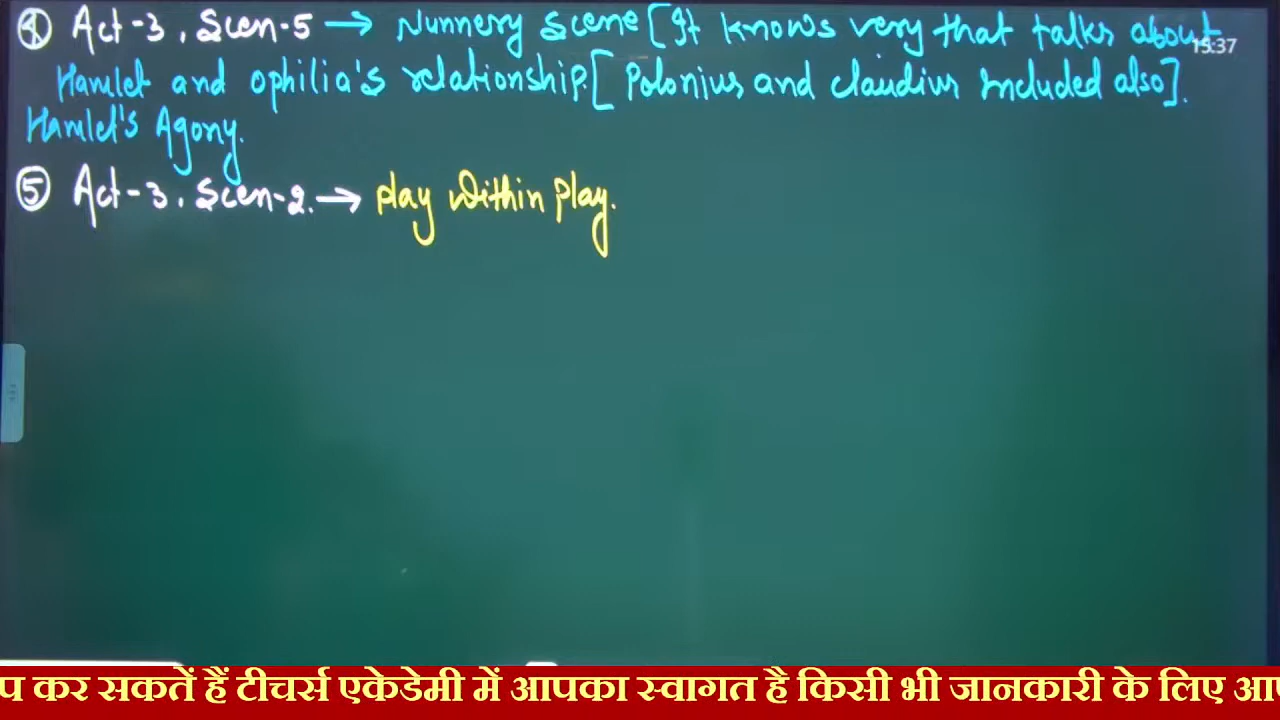 ④ Act-3, Scen-5 → Nunnery Scene [It knows very that talks about
15:37
Hamlet and ophilia's relationship.[ Polonius and Claudius Included also].
Hamlet's Agony.
⑤ Act-3, Scen-2. → play within play.
प कर सकतें हैं टीचर्स एकेडेमी में आपका स्वागत है किसी भी जानकारी के लिए आप